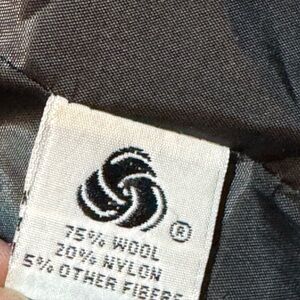 ®
75% WOOL
20% NYLON
5% OTHER FIBERS